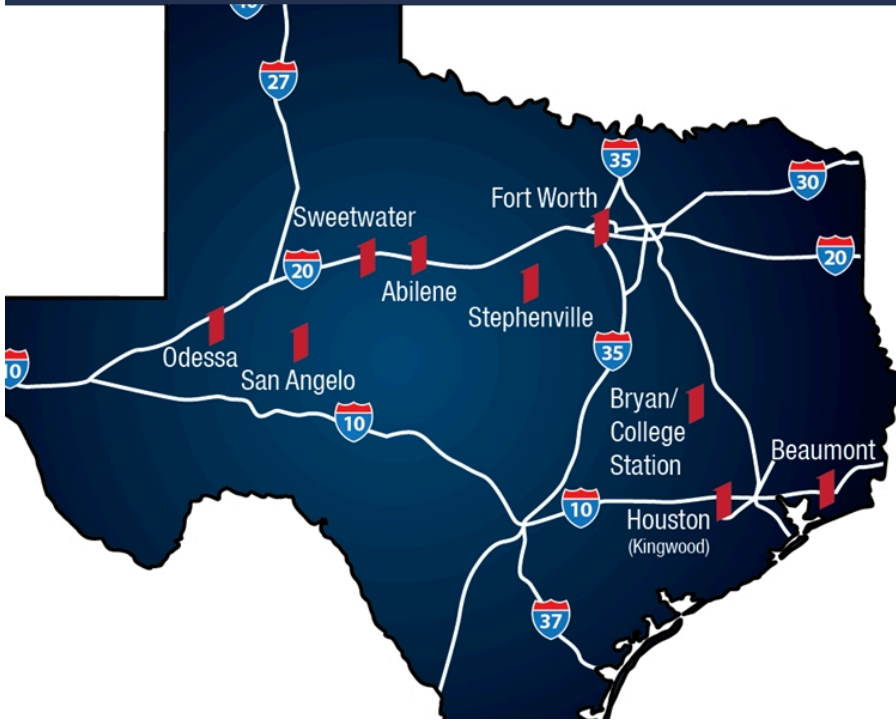 27
35
30
Fort Worth
Sweetwater
20
20
Abilene
Stephenville
Odessa
San Angelo
35
10
10
Bryan/
College
Station
Beaumont
10
Houston
(Kingwood)
37